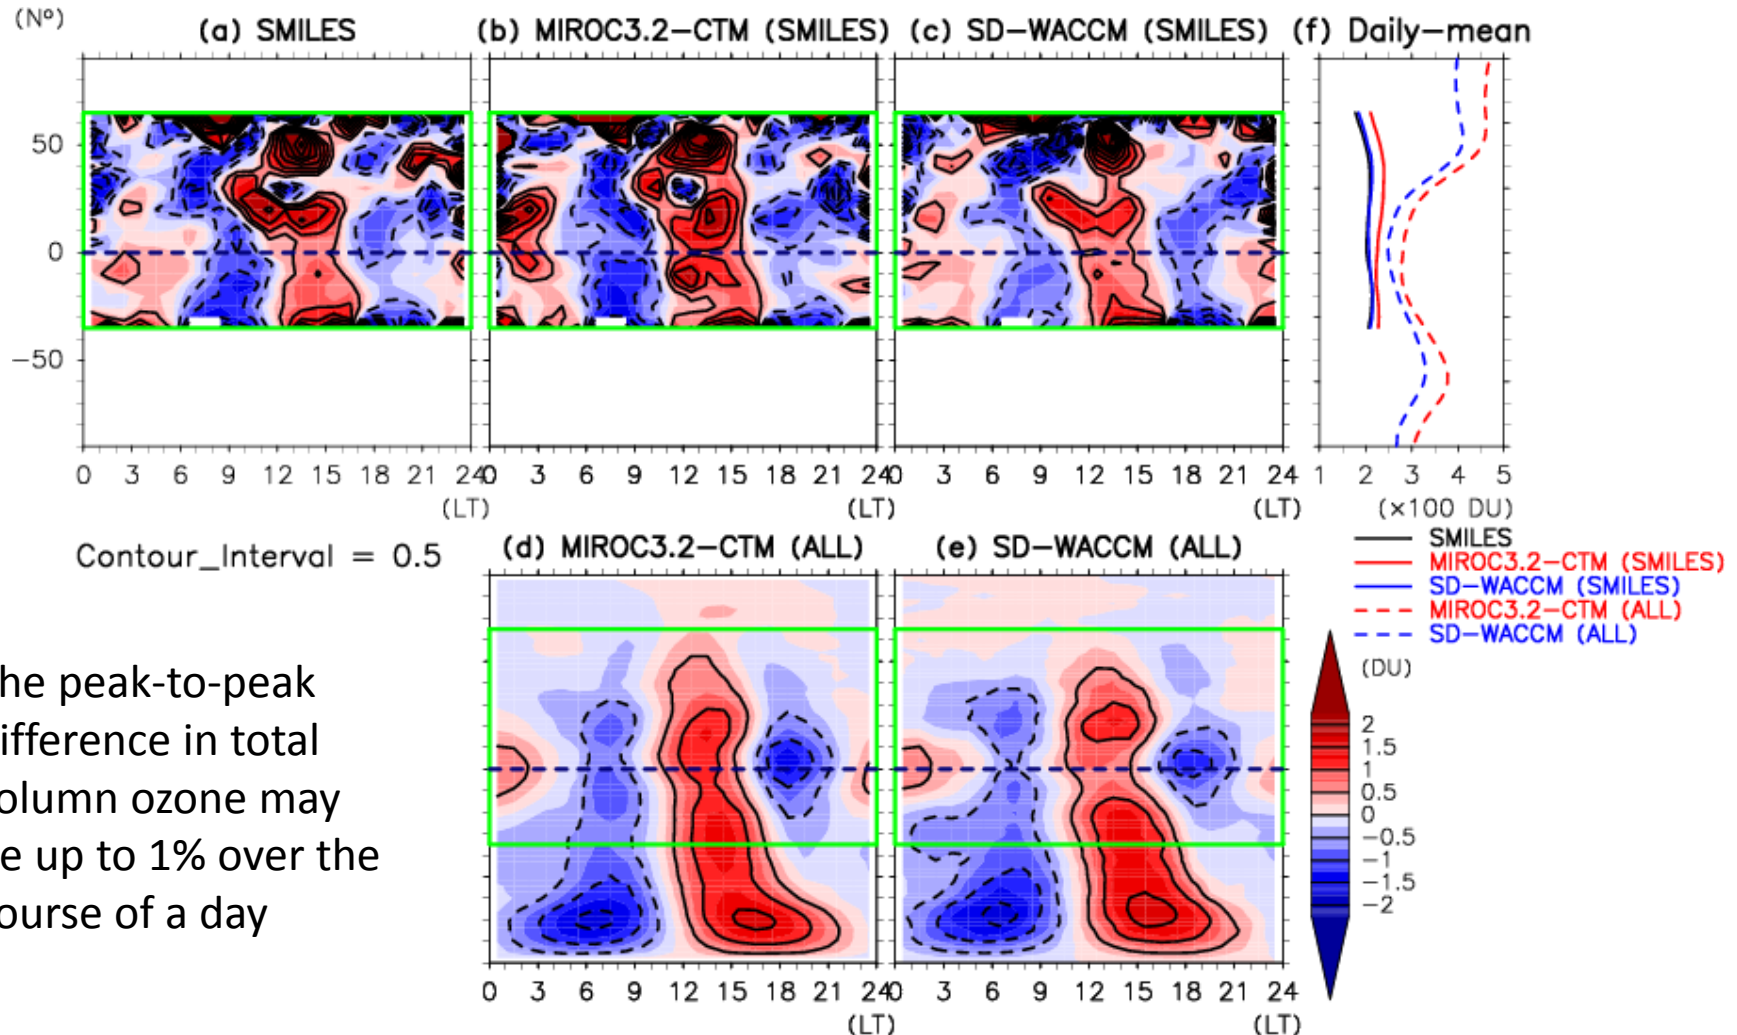 (N°)
(a) SMILES
(b) MIROC3.2−CTM (SMILES)
(c) SD−WACCM (SMILES)
(f) Daily−mean
50
0
−50
0 3 6 9 12 15 18 21 24
0 3 6 9 12 15 18 21 24
0 3 6 9 12 15 18 21 24
1 2 3 4 5
(LT)
(LT)
(LT)
(×100 DU)
Contour_Interval = 0.5
(d) MIROC3.2−CTM (ALL)
(e) SD−WACCM (ALL)
SMILES
MIROC3.2−CTM (SMILES)
SD−WACCM (SMILES)
MIROC3.2−CTM (ALL)
SD−WACCM (ALL)
he peak-to-peak
ifference in total
olumn ozone may
e up to 1% over the
ourse of a day
(DU)
2
1.5
1
0.5
0
−0.5
−1
−1.5
−2
0 3 6 9 12 15 18 21 24
0 3 6 9 12 15 18 21 24
(LT)
(LT)